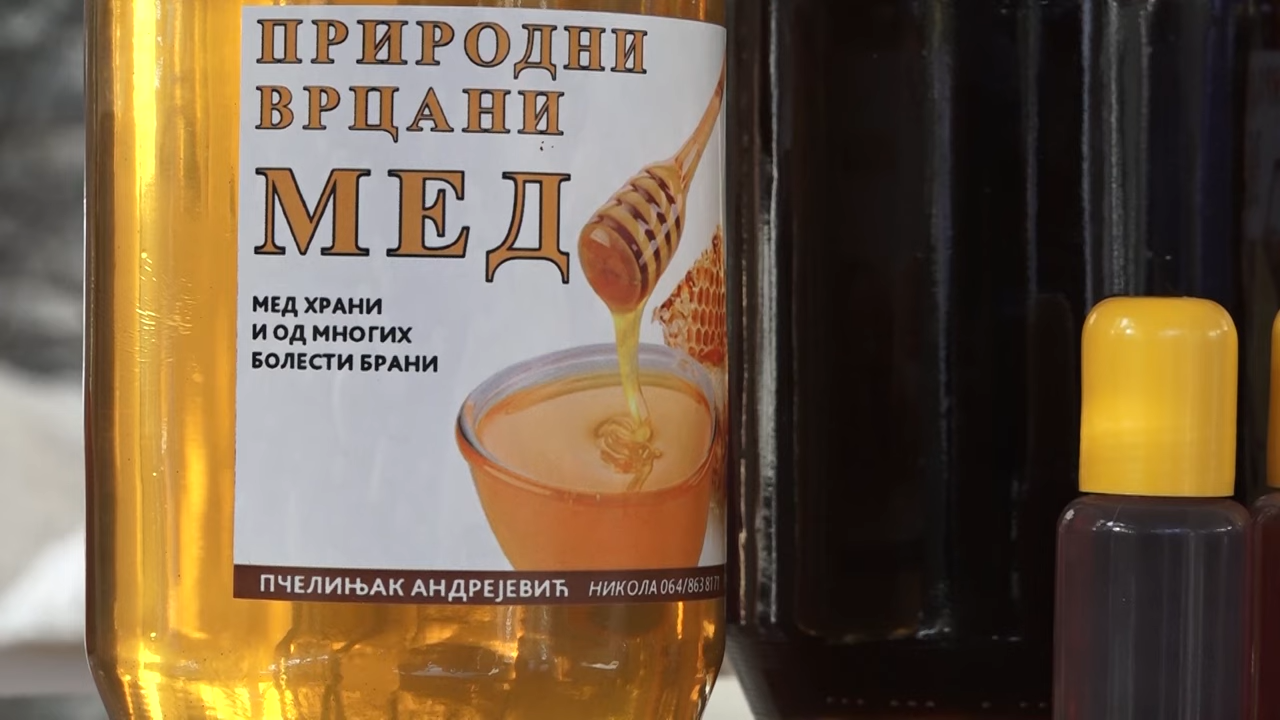 ПРИРОДНИ
ВРЦАНИ
МЕД
МЕД ХРАНИ
И ОД МНОГИХ
БОЛЕСТИ БРАНИ
ПЧЕЛИЊАК АНДРЕЈЕВИЋ НИКОЛА 064/863 8171